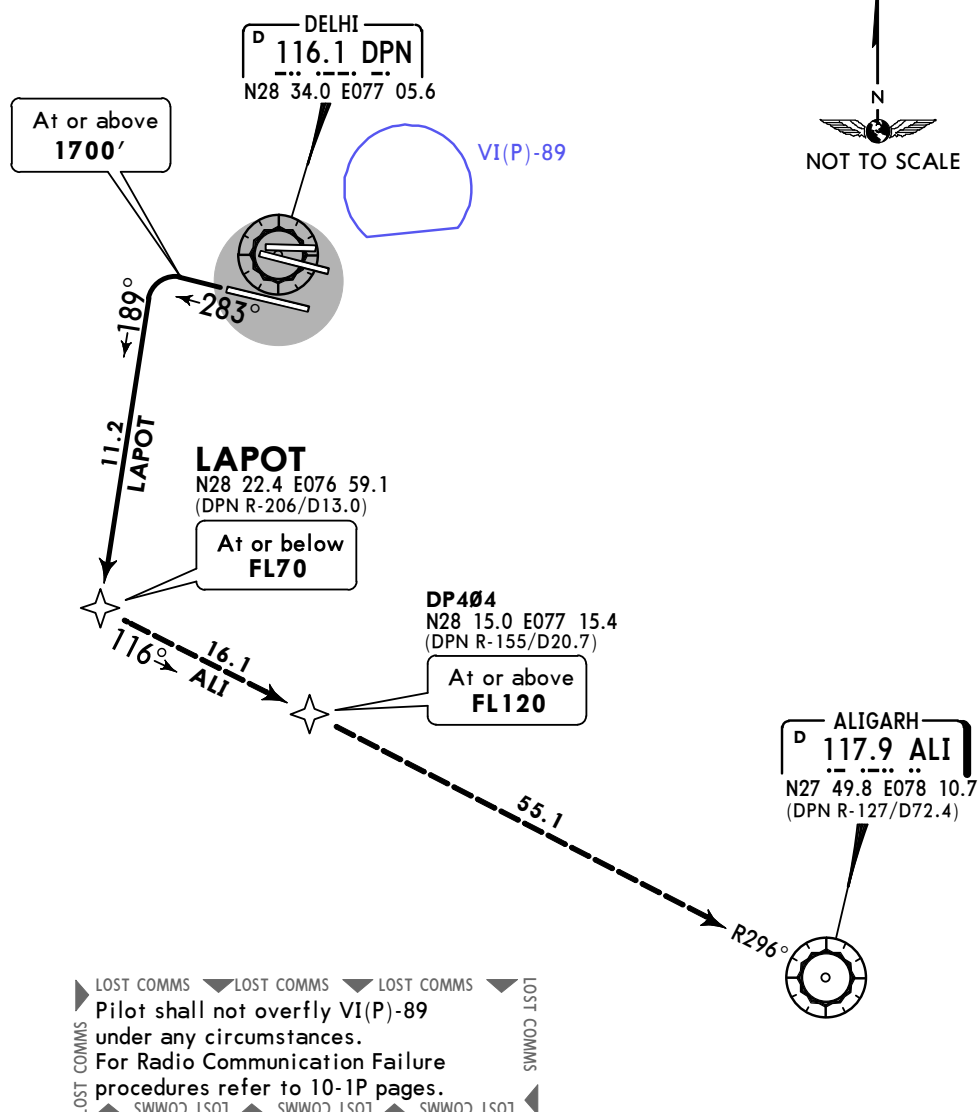 DELHI
D 116.1 DPN
N28 34.0 E077 05.6
At or above
1700'
VI(P)-89
N
NOT TO SCALE
←283°
←189°
11.2
LAPOT
LAPOT
N28 22.4 E076 59.1
(DPN R-206/D13.0)
At or below
FL70
DP4Ø4
N28 15.0 E077 15.4
(DPN R-155/D20.7)
At or above
FL120
16.1
116°→
ALI
ALIGARH
D 117.9 ALI
N27 49.8 E078 10.7
(DPN R-127/D72.4)
55.1
R296°
LOST COMMS LOST COMMS LOST COMMS
LOST COMMS
Pilot shall not overfly VI(P)-89
under any circumstances.
For Radio Communication Failure
procedures refer to 10-1P pages.
LOST COMMS
LOST COMMS LOST COMMS LOST COMMS